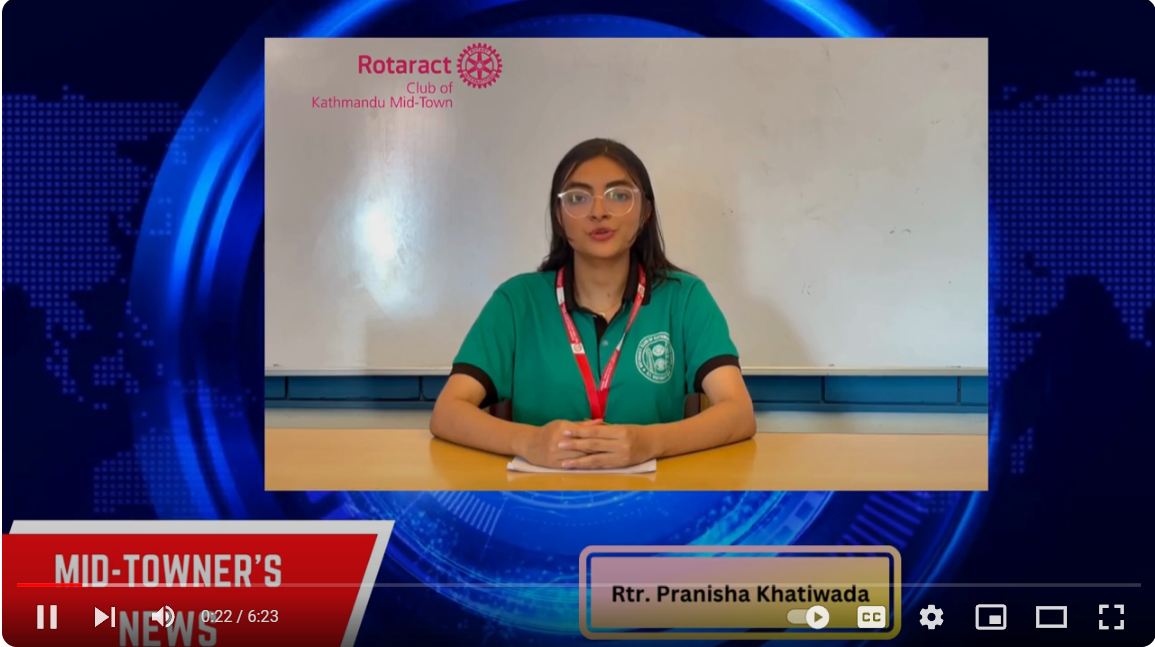 Rotaract
Club of
Kathmandu Mid-Town
MID-TOWNER'S
NEWS
Rtr. Pranisha Khatiwada
0:22 / 6:23
CC